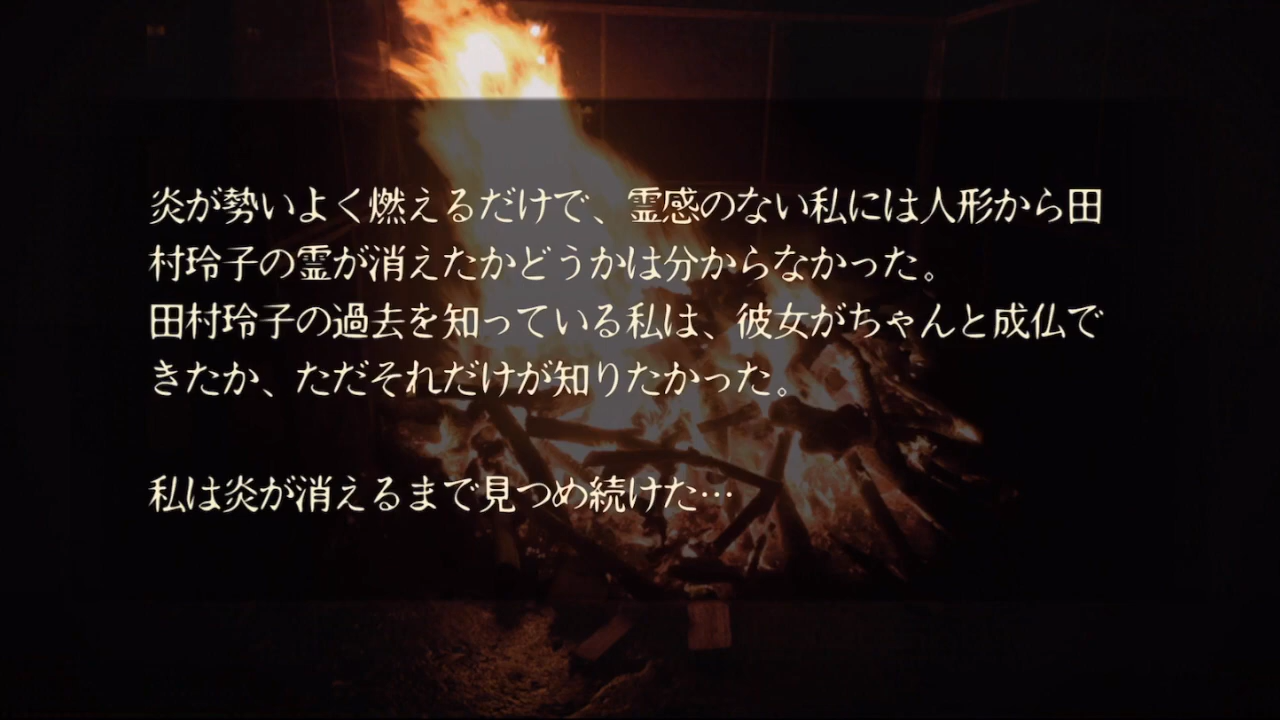 炎が勢いよく燃えるだけで、霊感のない私には人形から田
村玲子の霊が消えたかどうかは分からなかった。
田村玲子の過去を知っている私は、彼女がちゃんと成仏で
きたか、ただそれだけが知りたかった。
私は炎が消えるまで見つめ続けた…